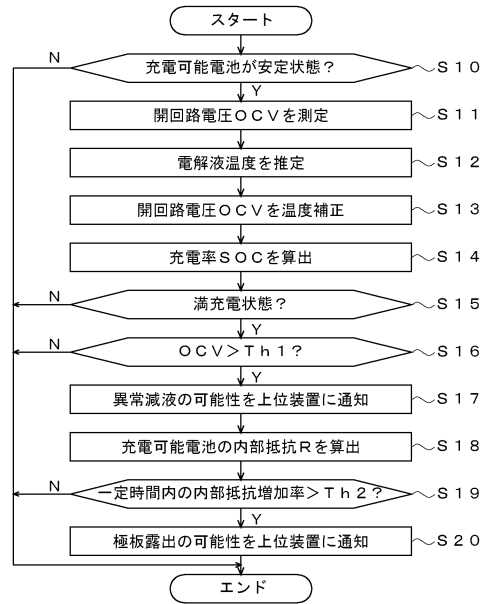 スタート
N
充電可能電池が安定状態？
S10
Y
開回路電圧OCVを測定
S11
電解液温度を推定
S12
開回路電圧OCVを温度補正
S13
充電率SOCを算出
S14
N
満充電状態？
S15
Y
N
OCV＞Th1？
S16
Y
異常減液の可能性を上位装置に通知
S17
充電可能電池の内部抵抗Rを算出
S18
N
一定時間内の内部抵抗増加率＞Th2？
S19
Y
極板露出の可能性を上位装置に通知
S20
エンド